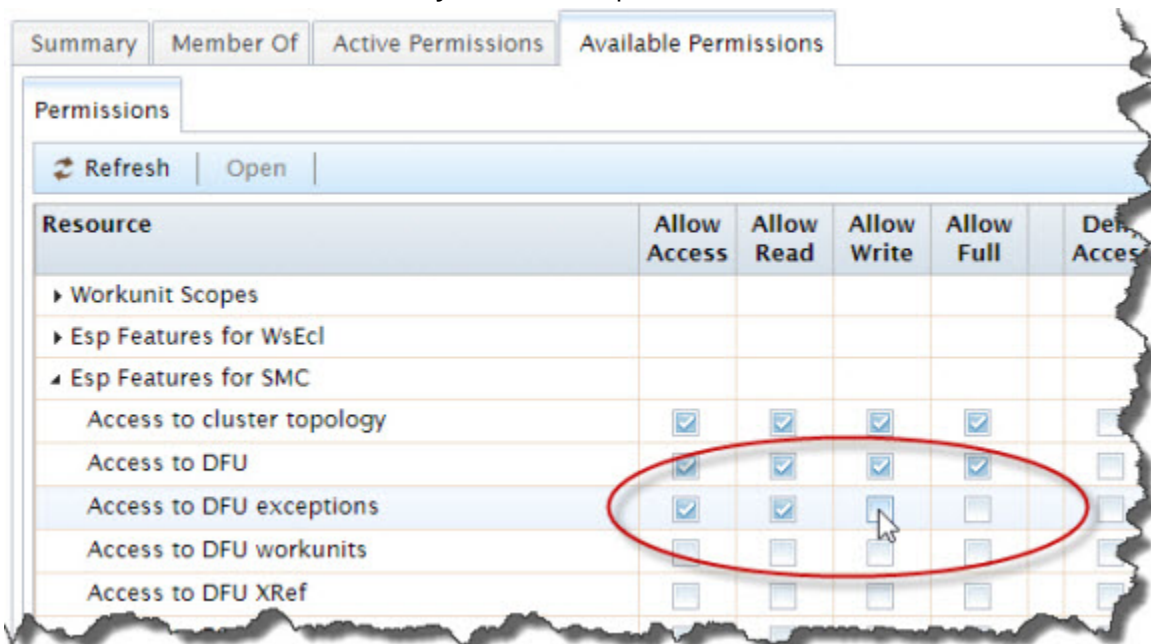 Summary Member Of Active Permissions Available Permissions
Permissions
Refresh Open
Resource Allow Access Allow Read Allow Write Allow Full
Workunit Scopes
Esp Features for WsEcl
Esp Features for SMC
Access to cluster topology
Access to DFU
Access to DFU exceptions
Access to DFU workunits
Access to DFU XRef